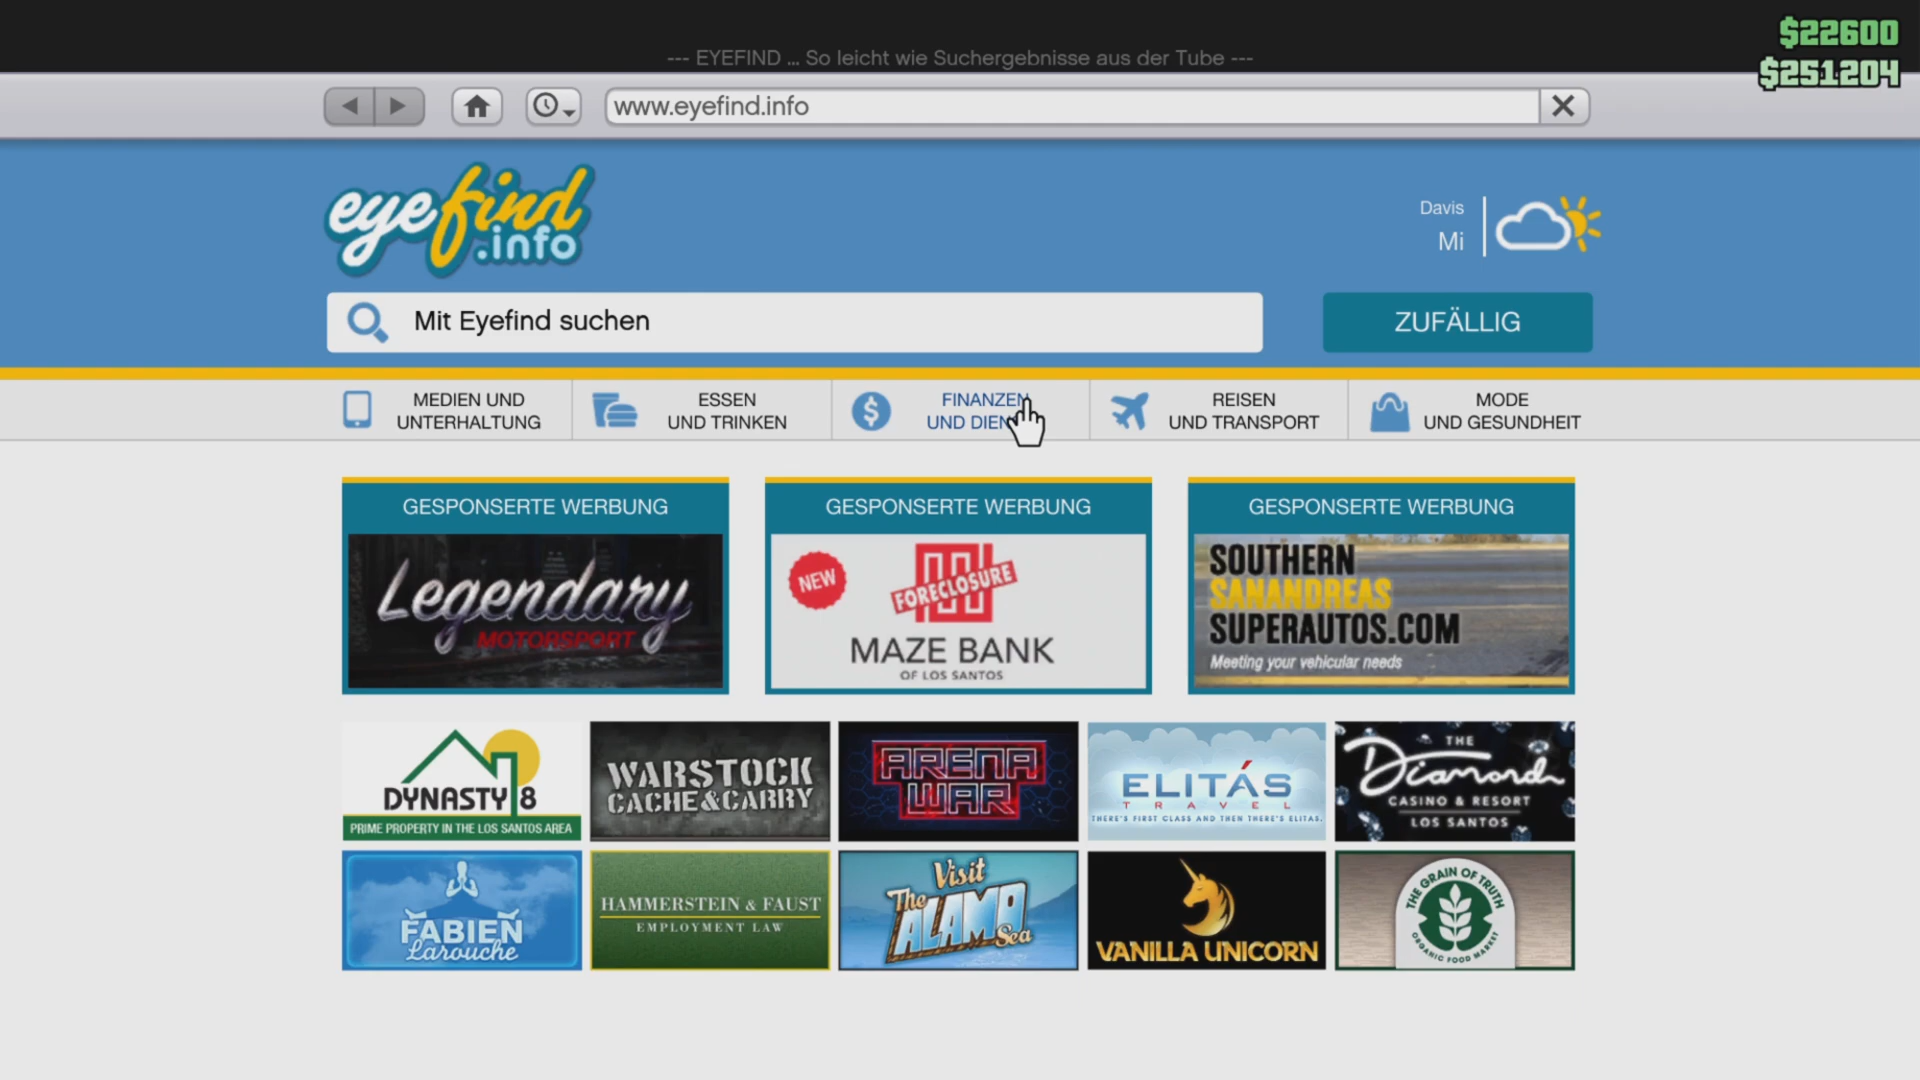 $22600
--- EYEFIND ... So leicht wie Suchergebnisse aus der Tube ---
$251204
www.eyefind.info
eyefind
.info
Davis
Mi
Mit Eyefind suchen
ZUFÄLLIG
MEDIEN UND
UNTERHALTUNG
ESSEN
UND TRINKEN
FINANZEN
UND DIEN
REISEN
UND TRANSPORT
MODE
UND GESUNDHEIT
GESPONSERTE WERBUNG
Legendary
MOTORSPORT
GESPONSERTE WERBUNG
NEW
FORECLOSURE
MAZE BANK
OF LOS SANTOS
GESPONSERTE WERBUNG
SOUTHERN
SANANDREAS
SUPERAUTOS.COM
Meeting your vehicular needs
DYNASTY 8
PRIME PROPERTY IN THE LOS SANTOS AREA
WARSTOCK
CACHE&CARRY
ARENA
WAR
ELITÁS
TRAVEL
THERE'S FIRST CLASS AND THEN THERE'S ELITAS.
THE
Diamond
CASINO & RESORT
LOS SANTOS
FABIEN
Larouche
HAMMERSTEIN & FAUST
EMPLOYMENT LAW
Visit
The
ALAMO
Sea
VANILLA UNICORN
THE GRAIN OF TRUTH
ORGANIC FOOD MARKET